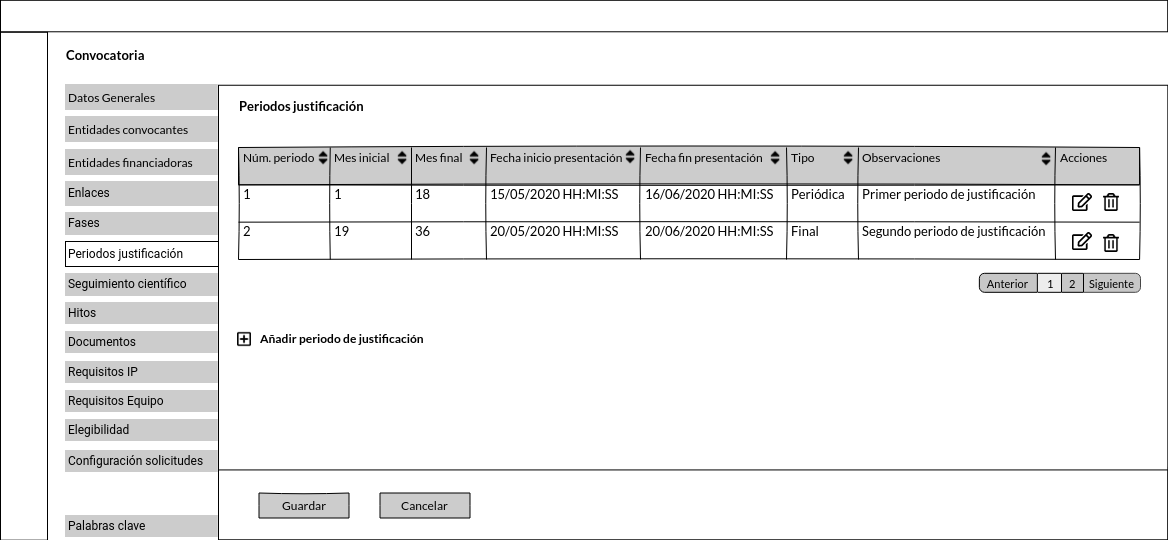 Convocatoria
Datos Generales
Entidades convocantes
Entidades financiadoras
Enlaces
Fases
Periodos justificación
Seguimiento científico
Hitos
Documentos
Requisitos IP
Requisitos Equipo
Elegibilidad
Configuración solicitudes
Palabras clave
Periodos justificación
Núm. periodo Mes inicial Mes final Fecha inicio presentación Fecha fin presentación Tipo Observaciones Acciones
1 1 18 15/05/2020 HH:MI:SS 16/06/2020 HH:MI:SS Periódica Primer periodo de justificación
2 19 36 20/05/2020 HH:MI:SS 20/06/2020 HH:MI:SS Final Segundo periodo de justificación
Anterior 1 2 Siguiente
Añadir periodo de justificación
Guardar Cancelar